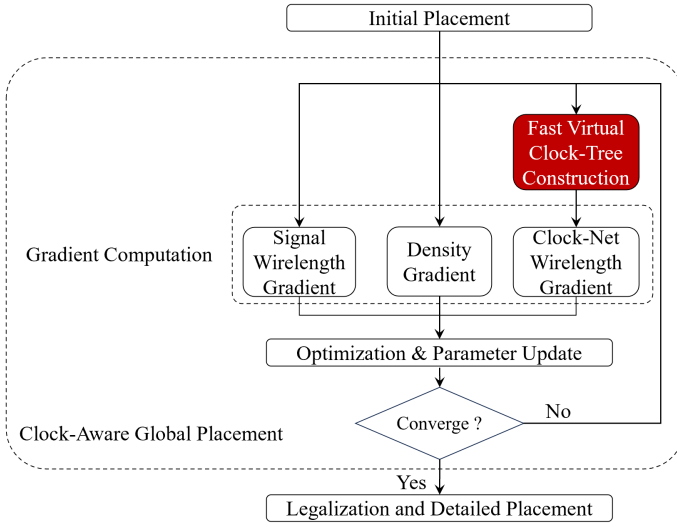 Initial Placement
Fast Virtual
Clock-Tree
Construction
Gradient Computation
Signal
Wirelength
Gradient
Density
Gradient
Clock-Net
Wirelength
Gradient
Optimization & Parameter Update
Converge ?
No
Clock-Aware Global Placement
Yes
Legalization and Detailed Placement